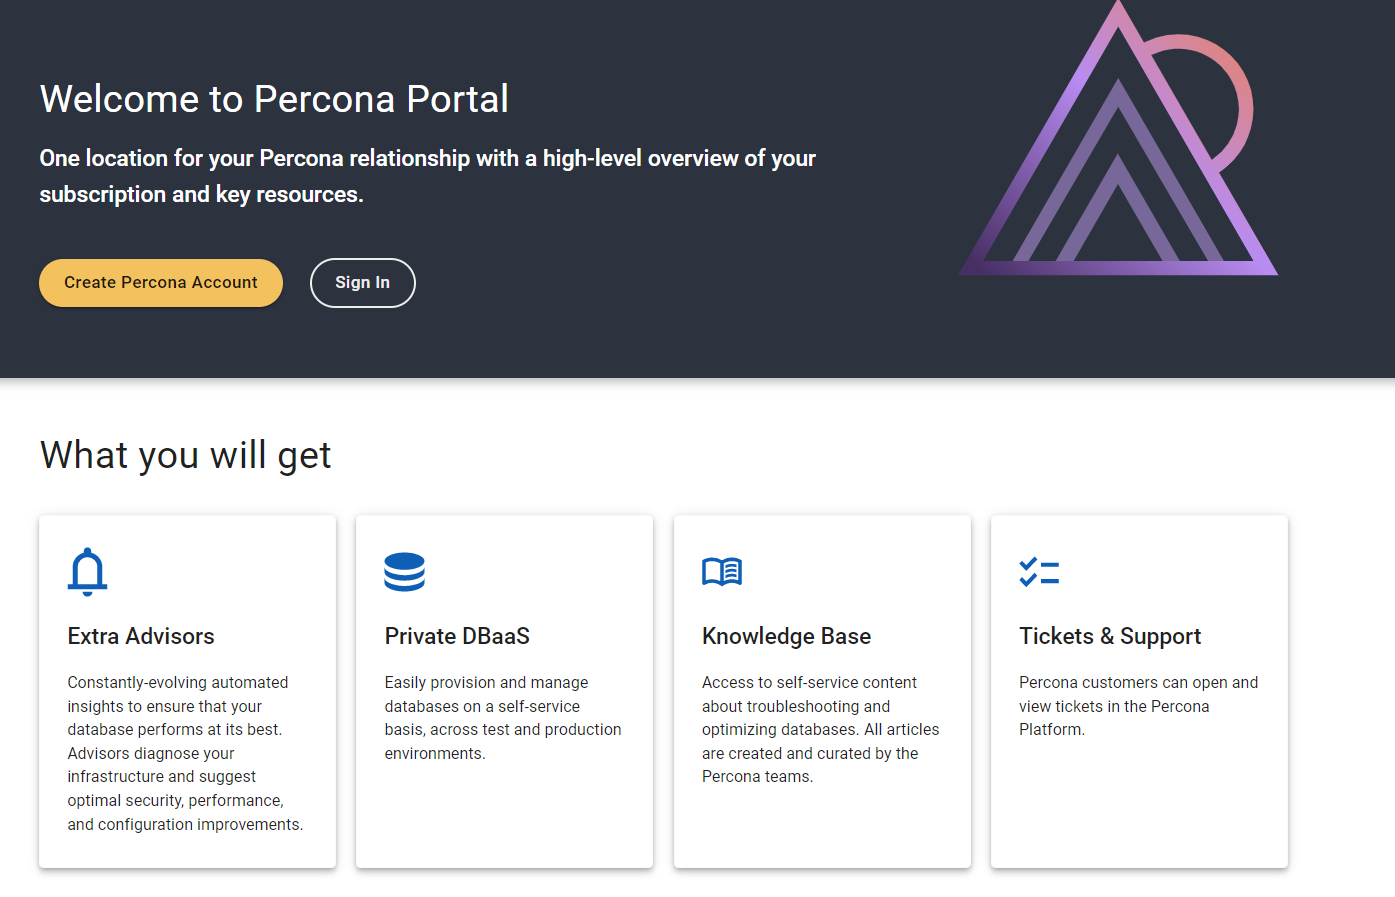 Welcome to Percona Portal
One location for your Percona relationship with a high-level overview of your
subscription and key resources.
Create Percona Account
Sign In
What you will get
Extra Advisors
Constantly-evolving automated
insights to ensure that your
database performs at its best.
Advisors diagnose your
infrastructure and suggest
optimal security, performance,
and configuration improvements.
Private DBaaS
Easily provision and manage
databases on a self-service
basis, across test and production
environments.
Knowledge Base
Access to self-service content
about troubleshooting and
optimizing databases. All articles
are created and curated by the
Percona teams.
Tickets & Support
Percona customers can open and
view tickets in the Percona
Platform.